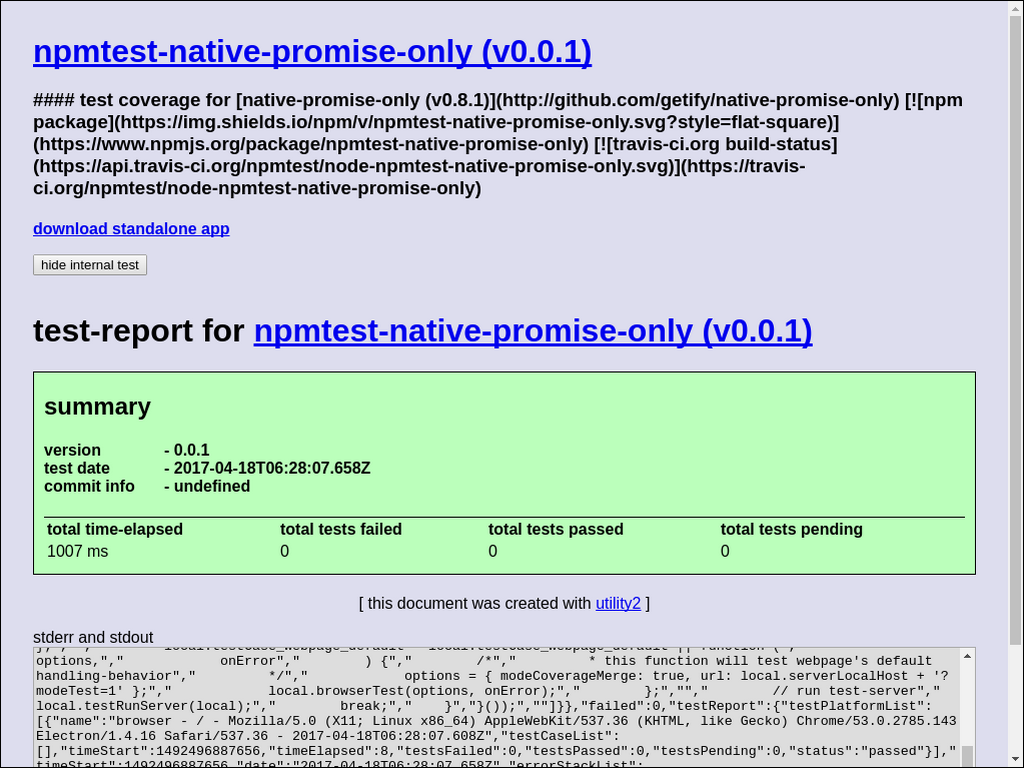 npmtest-native-promise-only (v0.0.1)
#### test coverage for [native-promise-only (v0.8.1)](http://github.com/getify/native-promise-only) [![npm
package](https://img.shields.io/npm/v/npmtest-native-promise-only.svg?style=flat-square)]
(https://www.npmjs.org/package/npmtest-native-promise-only) [![travis-ci.org build-status]
(https://api.travis-ci.org/npmtest/node-npmtest-native-promise-only.svg)](https://travis-
ci.org/npmtest/node-npmtest-native-promise-only)
download standalone app
hide internal test
test-report for npmtest-native-promise-only (v0.0.1)
summary
version - 0.0.1
test date - 2017-04-18T06:28:07.658Z
commit info - undefined
total time-elapsed total tests failed total tests passed total tests pending
1007 ms 0 0 0
[ this document was created with utility2 ]
stderr and stdout
options,"," onError"," ) {"," /*"," * this function will test webpage's default
handling-behavior"," */"," options = { modeCoverageMerge: true, url: local.serverLocalHost + '?
modeTest=1' };"," local.browserTest(options, onError);"," };",""," // run test-server","
local.testRunServer(local);"," break;"," }","}());",""]}},"failed":0,"testReport":{"testPlatformList":
[{"name":"browser - / - Mozilla/5.0 (X11; Linux x86_64) AppleWebKit/537.36 (KHTML, like Gecko) Chrome/53.0.2785.143
Electron/1.4.16 Safari/537.36 - 2017-04-18T06:28:07.608Z","testCaseList":
[],"timeStart":1492496887656,"timeElapsed":8,"testsFailed":0,"testsPassed":0,"testsPending":0,"status":"passed"}],"
timeStart":1492496887656,"date":"2017-04-18T06:28:07.658Z","errorStackList":